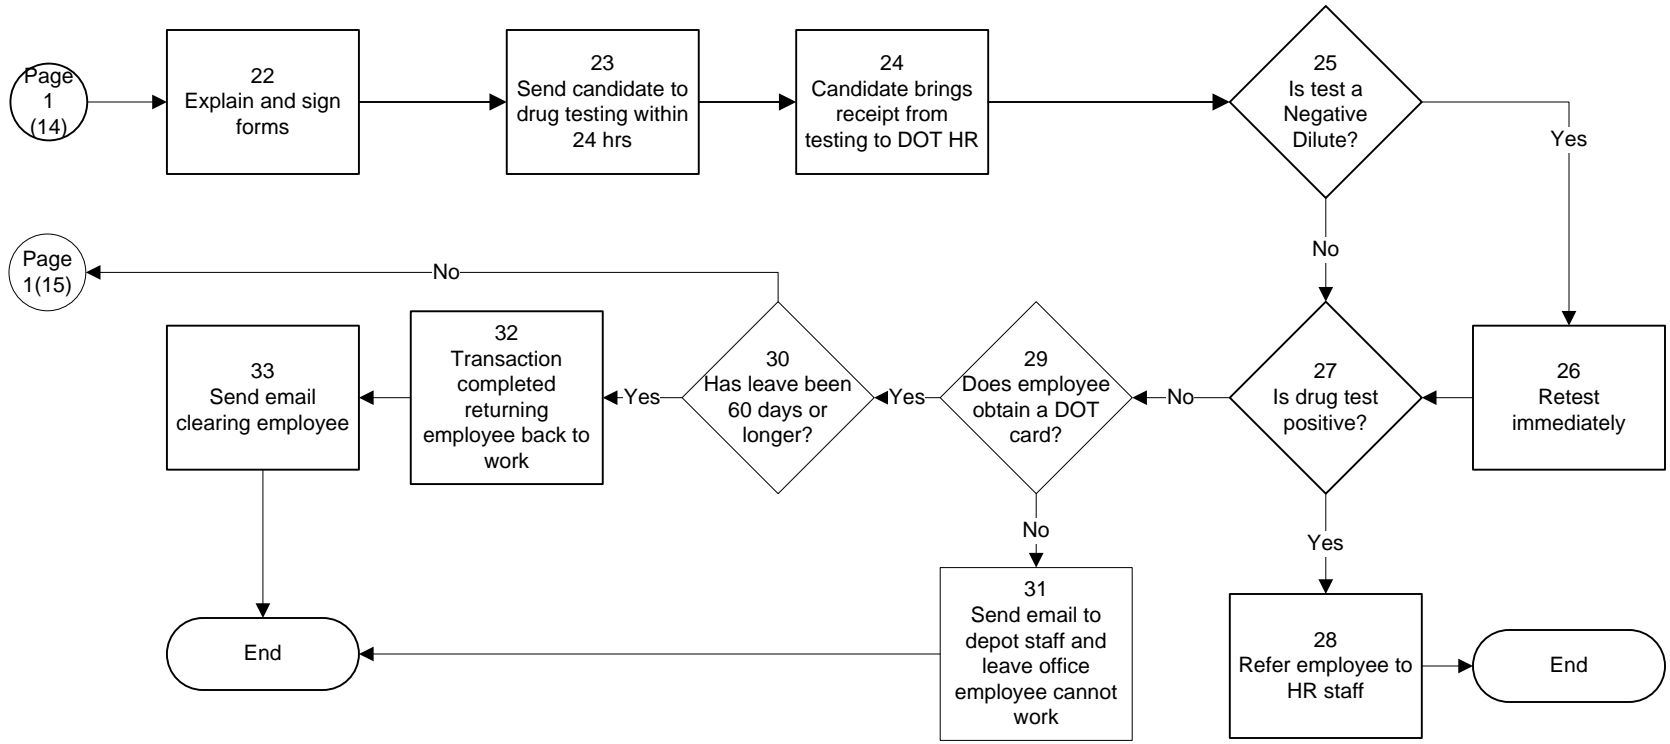 Page
1
(14)
22
Explain and sign
forms
23
Send candidate to
drug testing within
24 hrs
24
Candidate brings
receipt from
testing to DOT HR
25
Is test a
Negative
Dilute?
Yes
No
Page
1(15)
No
33
Send email
clearing employee
32
Transaction
completed
returning
employee back to
work
Yes
30
Has leave been
60 days or
longer?
Yes
29
Does employee
obtain a DOT
card?
No
27
Is drug test
positive?
26
Retest
immediately
No
Yes
End
31
Send email to
depot staff and
leave office
employee cannot
work
28
Refer employee to
HR staff
End